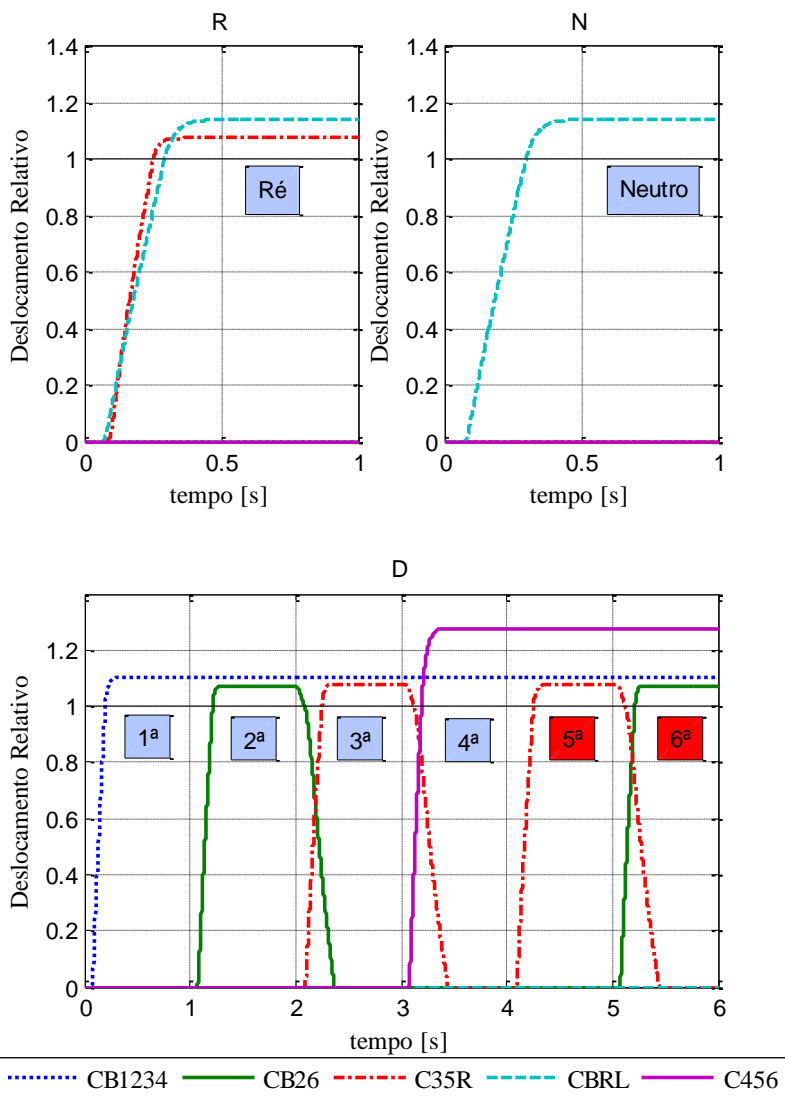 R
N
1.4
1.2
1
0.8
0.6
0.4
0.2
0
Deslocamento Relativo
Ré
0
0.5
1
tempo [s]
1.4
1.2
1
0.8
0.6
0.4
0.2
0
Deslocamento Relativo
Neutro
0
0.5
1
tempo [s]
D
1.2
1
0.8
0.6
0.4
0.2
0
Deslocamento Relativo
1ª
2ª
3ª
4ª
5ª
6ª
0
1
2
3
4
5
6
tempo [s]
CB1234 CB26 C35R CBRL C456